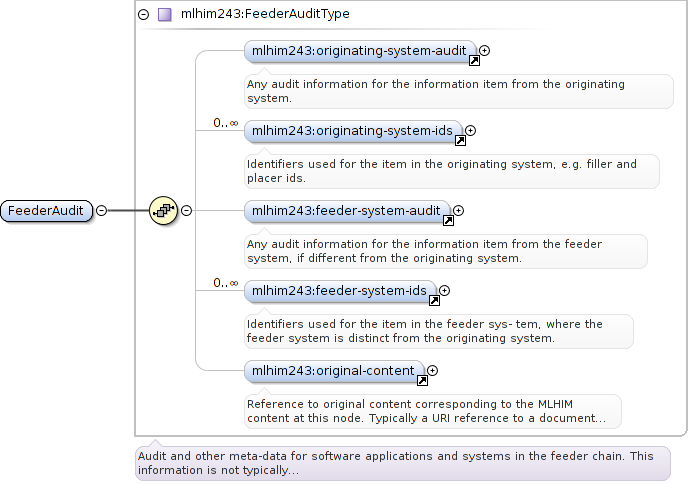 mlhim243:FeederAuditType
mlhim243:originating-system-audit
Any audit information for the information item from the originating
system.
0..∞
mlhim243:originating-system-ids
Identifiers used for the item in the originating system, e.g. filler and
placer ids.
FeederAudit
mlhim243:feeder-system-audit
Any audit information for the information item from the feeder
system, if different from the originating system.
0..∞
mlhim243:feeder-system-ids
Identifiers used for the item in the feeder sys- tem, where the
feeder system is distinct from the originating system.
mlhim243:original-content
Reference to original content corresponding to the MLHIM
content at this node. Typically a URI reference to a document...
Audit and other meta-data for software applications and systems in the feeder chain. This
information is not typically...